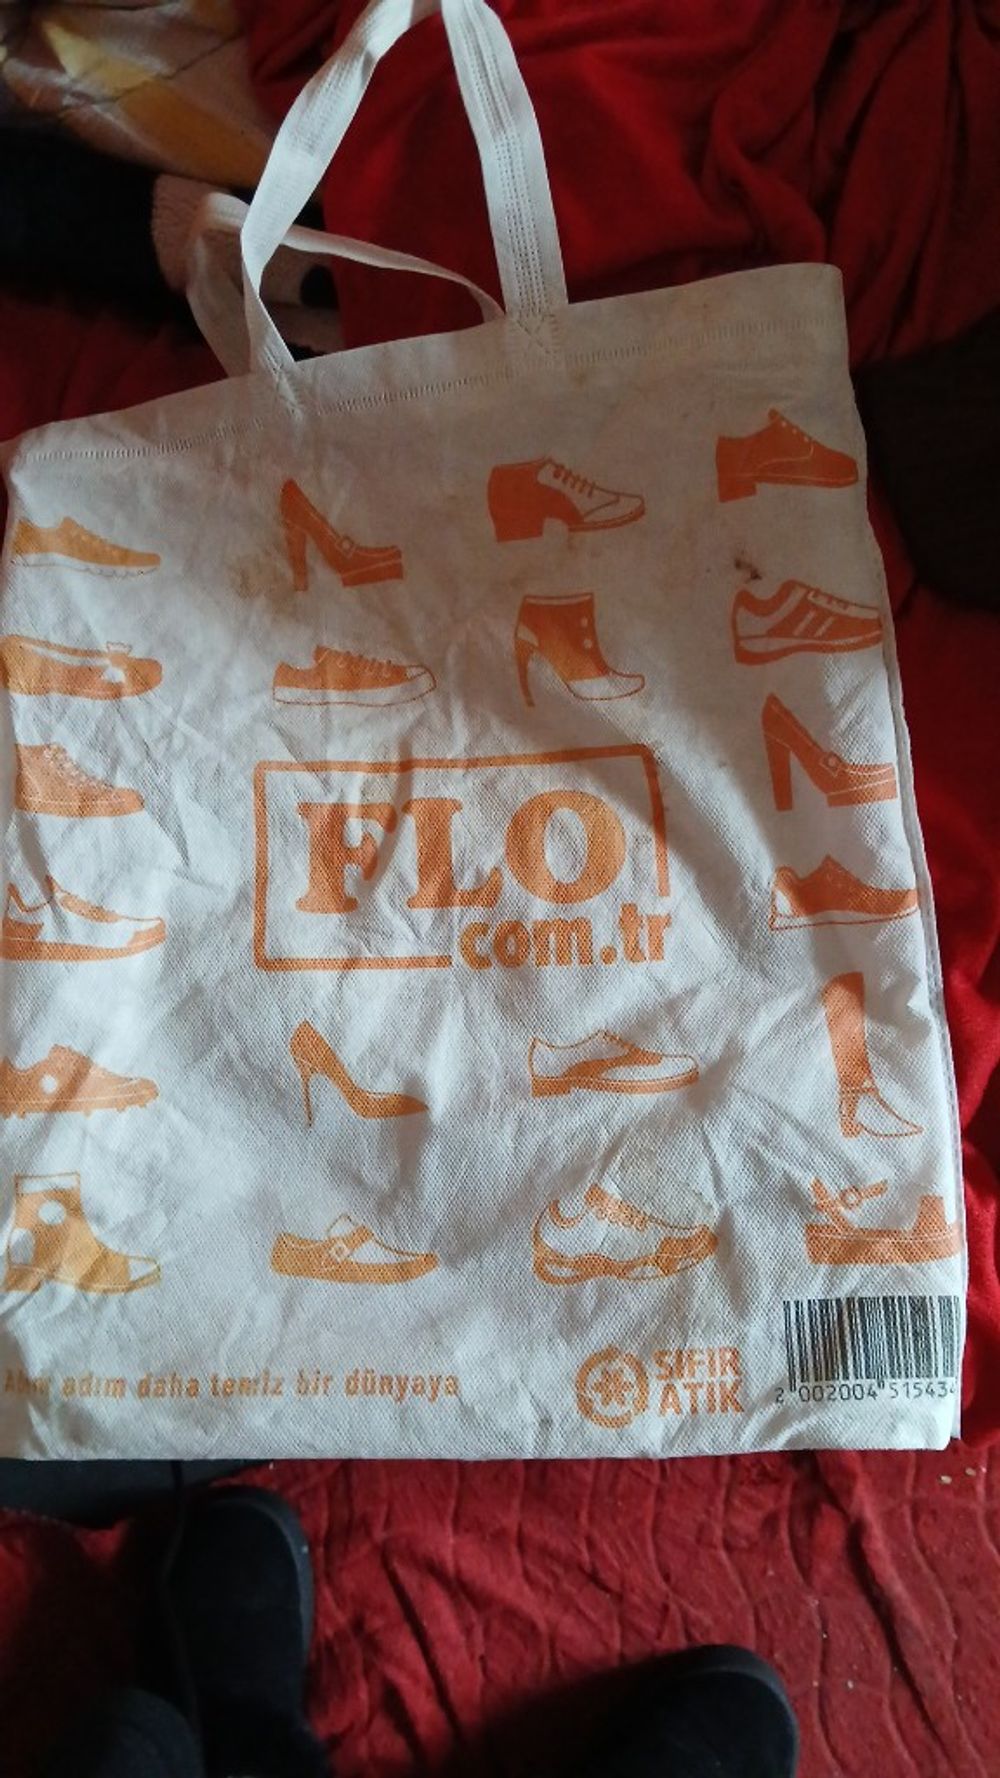 FLO
com.tr
adım daha temiz bir dünyaya
SIFIR
ATIK
2 002004 51543